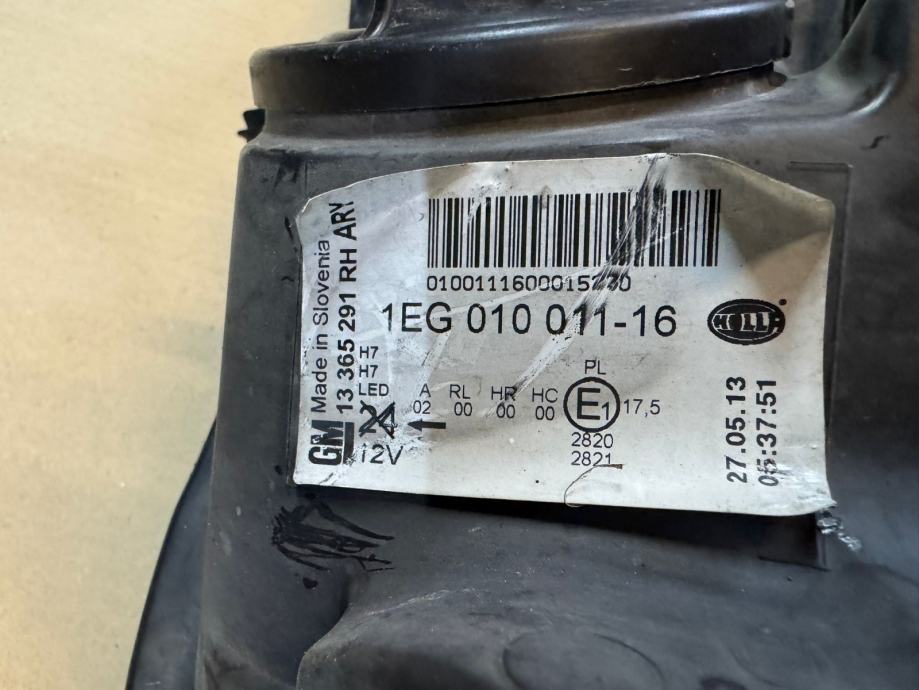 0100111600015230
1EG 010 011-16
HELLA
GM
Made in Slovenia
13 365 291 RH ARY
H7
H7
LED
12V
A RL HR HC
02 00 00 00
PL
E1
17,5
2820
2821
27.05.13
05:37:51